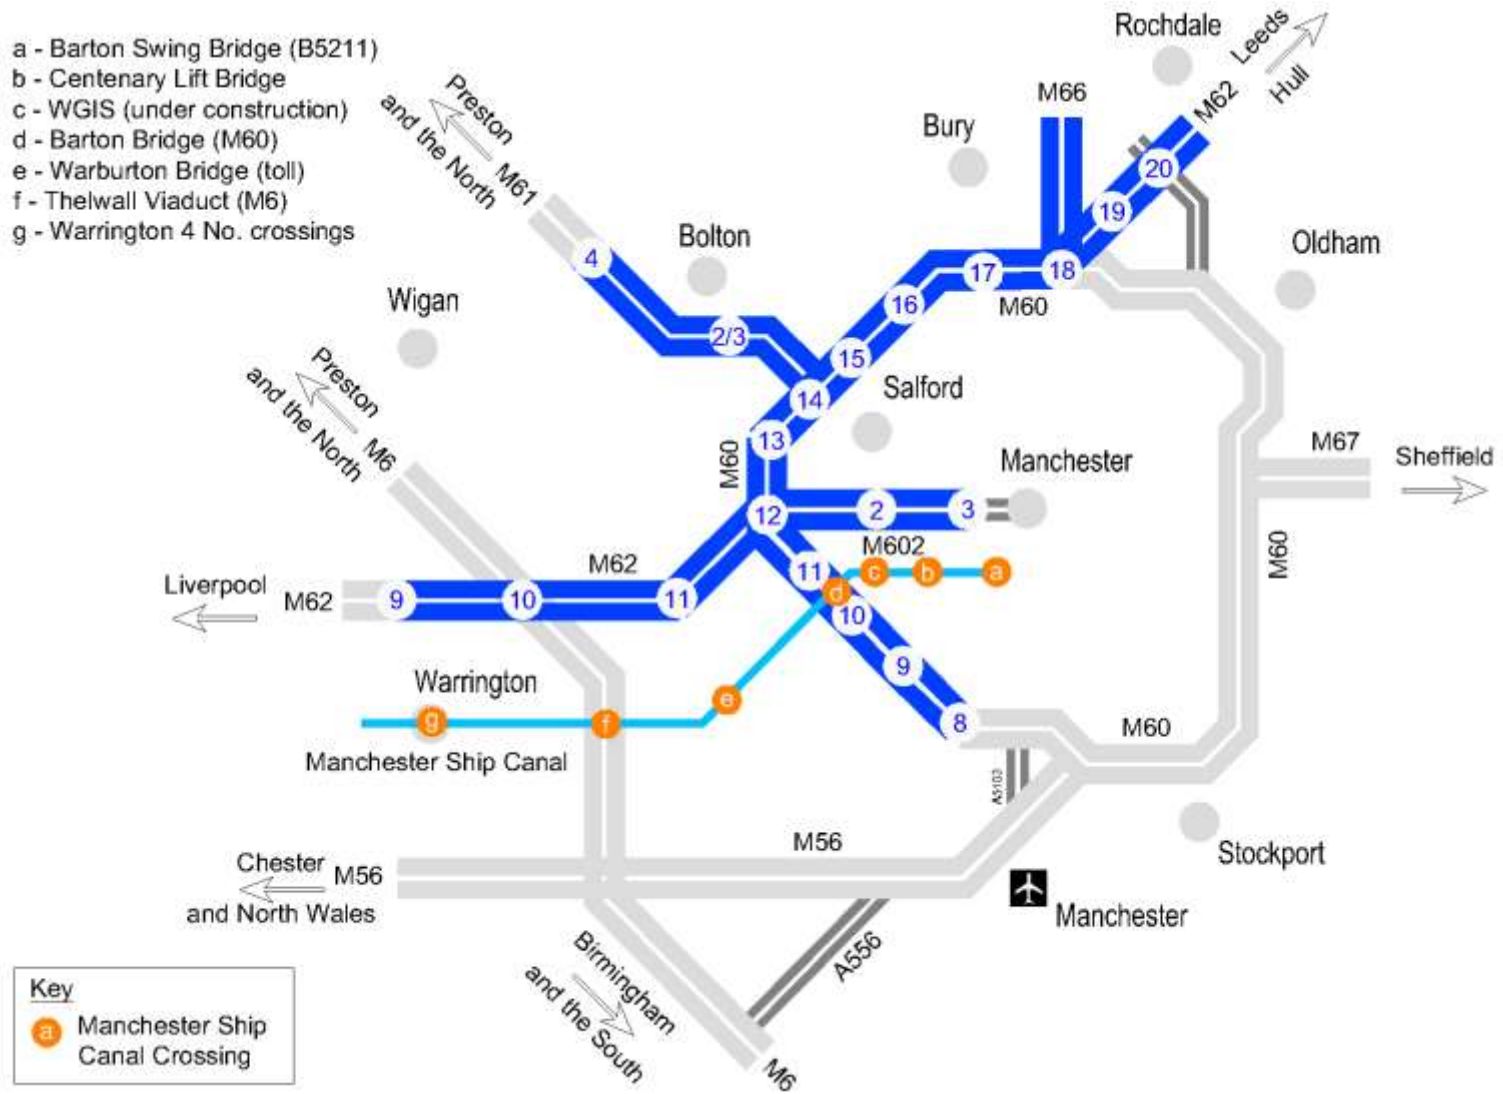 a - Barton Swing Bridge (B5211)
b - Centenary Lift Bridge
c - WGIS (under construction)
d - Barton Bridge (M60)
e - Warburton Bridge (toll)
f - Thelwall Viaduct (M6)
g - Warrington 4 No. crossings
Rochdale
Leeds
Hull
M62
M66
Bury
20
19
Preston
and the North
M61
4
Bolton
2/3
Oldham
18
17
16
M60
15
14
13
Salford
Wigan
Preston
and the North
M6
M60
Manchester
M67
Sheffield
12
2
3
M602
M60
11
c
b
a
d
10
9
8
Liverpool
M62
9
10
M62
11
Warrington
g
f
e
Manchester Ship Canal
M60
A5103
Stockport
M56
Chester
and North Wales
M56
Manchester
A556
Birmingham
and the South
M6
Key
a
Manchester Ship
Canal Crossing